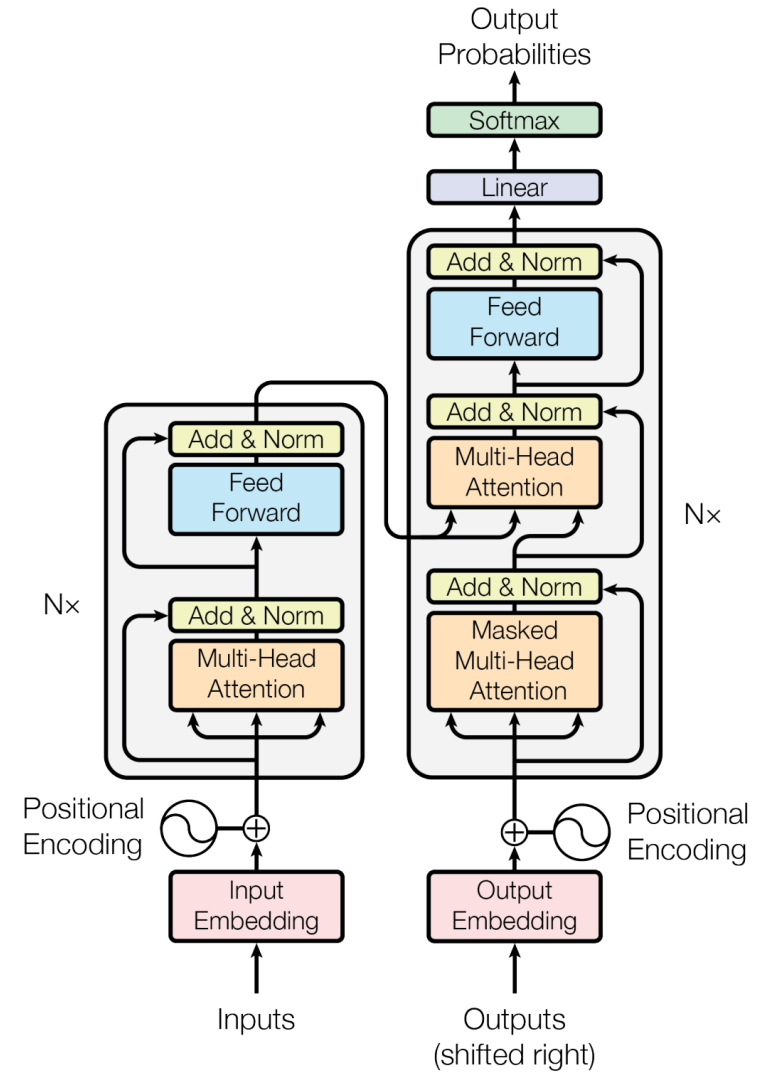 Output
Probabilities
Softmax
Linear
Add & Norm
Feed
Forward
Add & Norm
Multi-Head
Attention
Add & Norm
Masked
Multi-Head
Attention
Nx
Add & Norm
Feed
Forward
Add & Norm
Multi-Head
Attention
N×
Positional
Encoding
Positional
Encoding
Input
Embedding
Output
Embedding
Inputs
Outputs
(shifted right)